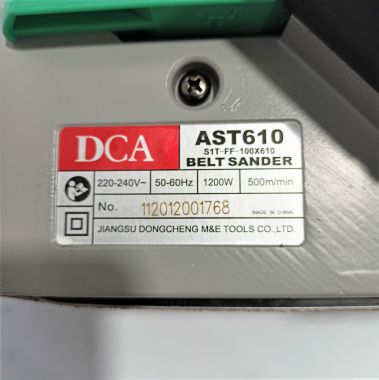 DCA
AST610
S1T-FF-100X610
BELT SANDER
220-240V~ 50-60Hz 1200W 500m/min
No. 112012001768 (MADE IN CHINA)
JIANGSU DONGCHENG M&E TOOLS CO.,LTD.